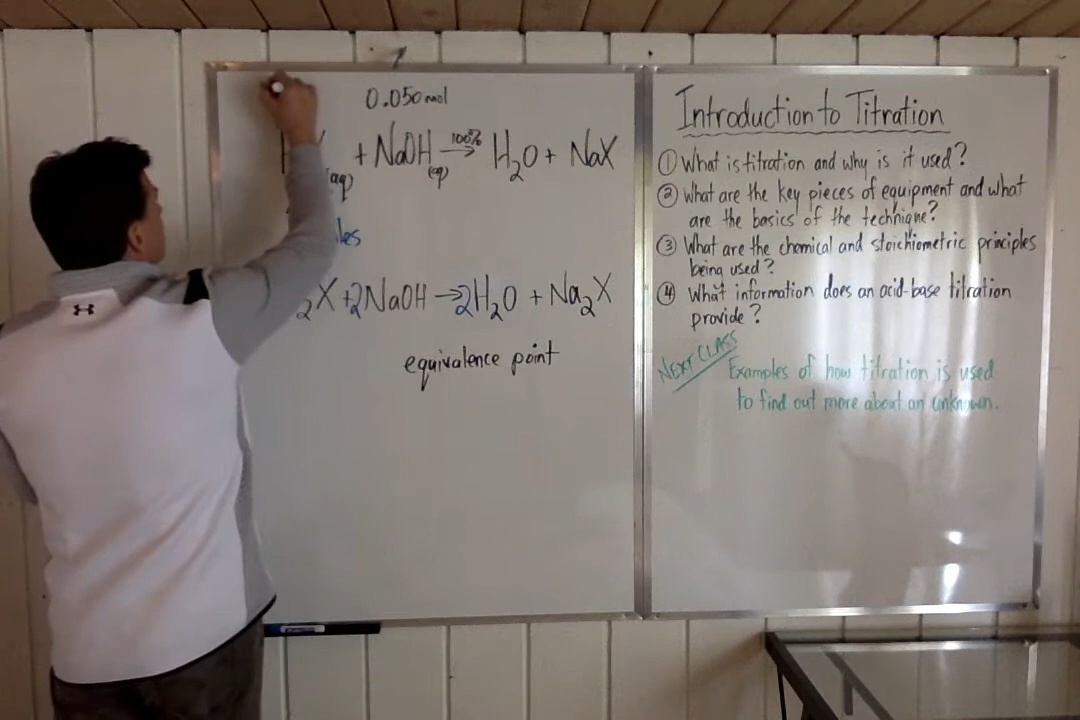 0.050mol
+ NaOH(aq) 100%→ H₂O + NaX
(aq)
₂X +2NaOH → 2H₂O + Na₂X
equivalence point
Introduction to Titration
① What is titration and why is it used?
② What are the key pieces of equipment and what
are the basics of the technique?
③ What are the chemical and stoichiometric principles
being used?
④ What information does an acid-base titration
provide?
NEXT CLASS
Examples of how titration is used
to find out more about an unknown.